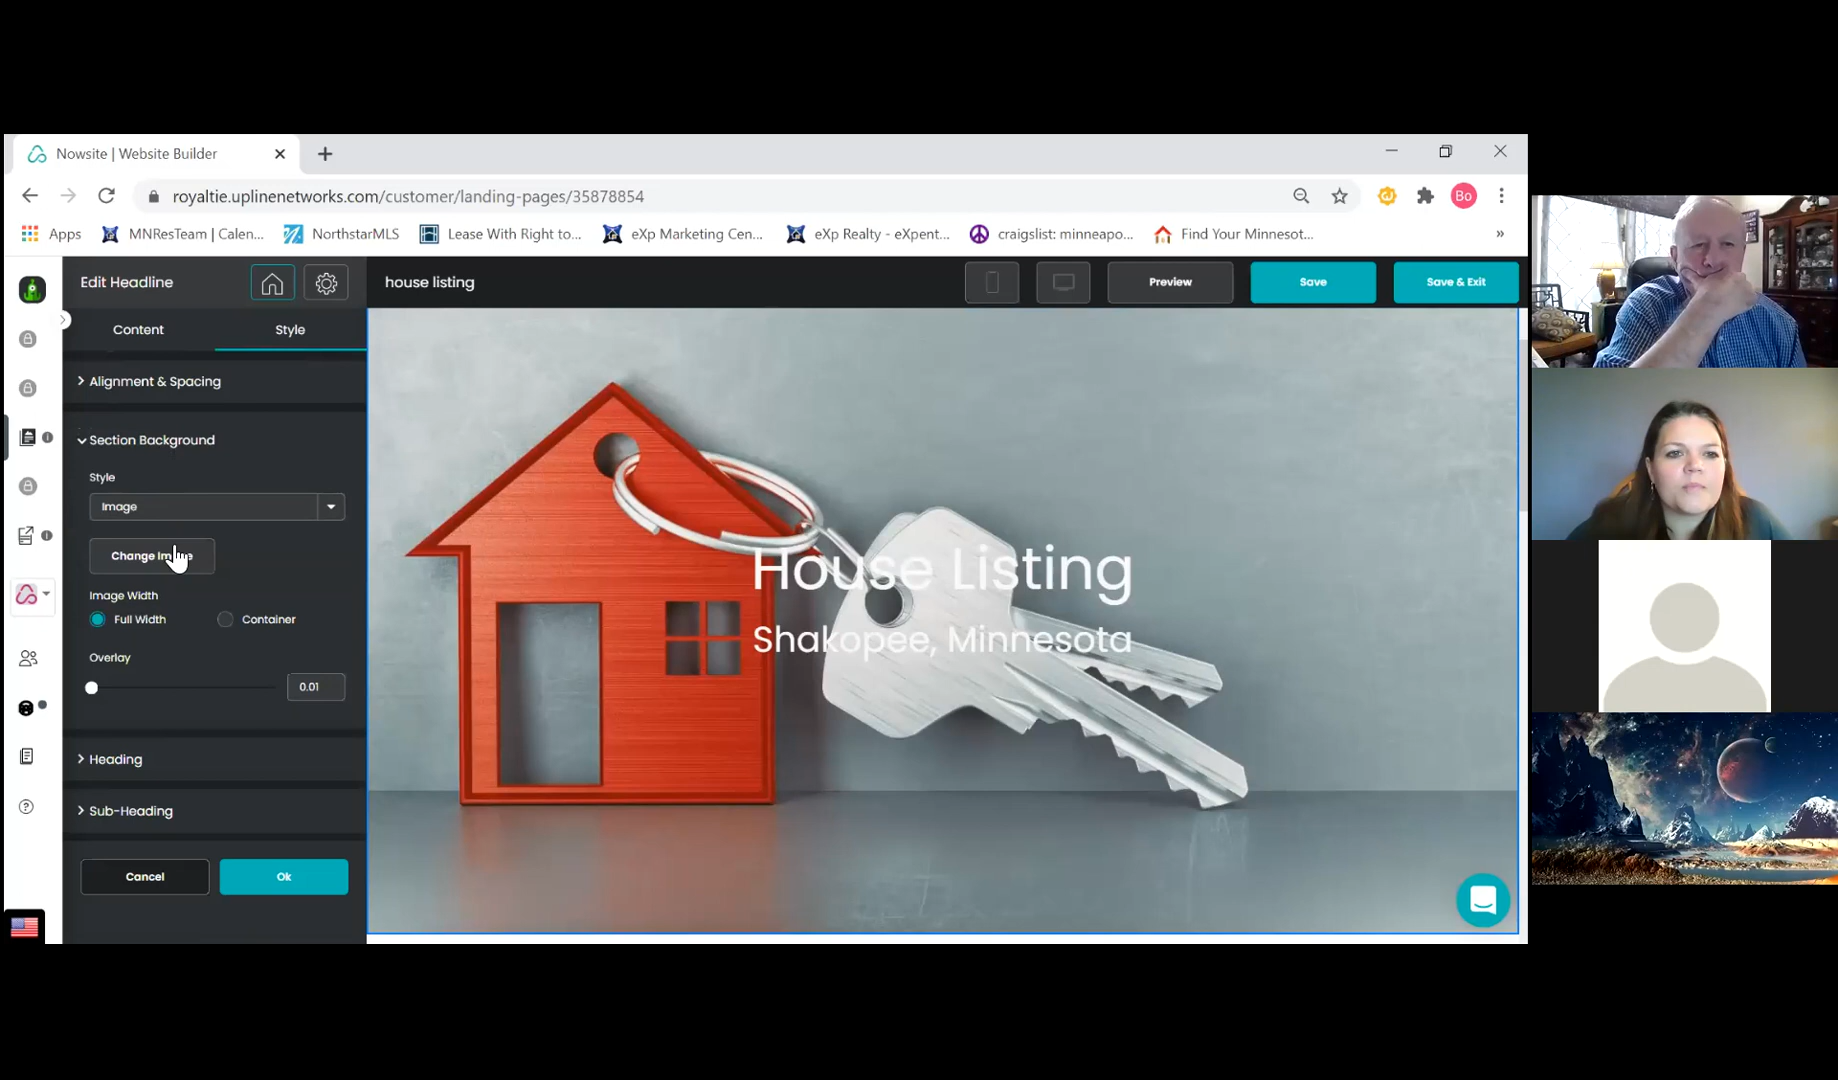 Nowsite | Website Builder
royaltie.uplinenetworks.com/customer/landing-pages/35878854
Bo
Apps
MNResTeam | Calen...
NorthstarMLS
Lease With Right to...
eXp Marketing Cen...
eXp Realty - eXpent...
craigslist: minneapo...
Find Your Minnesot...
»
Edit Headline
house listing
Preview
Save
Save & Exit
Content
Style
Alignment & Spacing
Section Background
Style
Image
Change Image
Image Width
Full Width
Container
Overlay
0.01
Heading
Sub-Heading
Cancel
Ok
House Listing
Shakopee, Minnesota